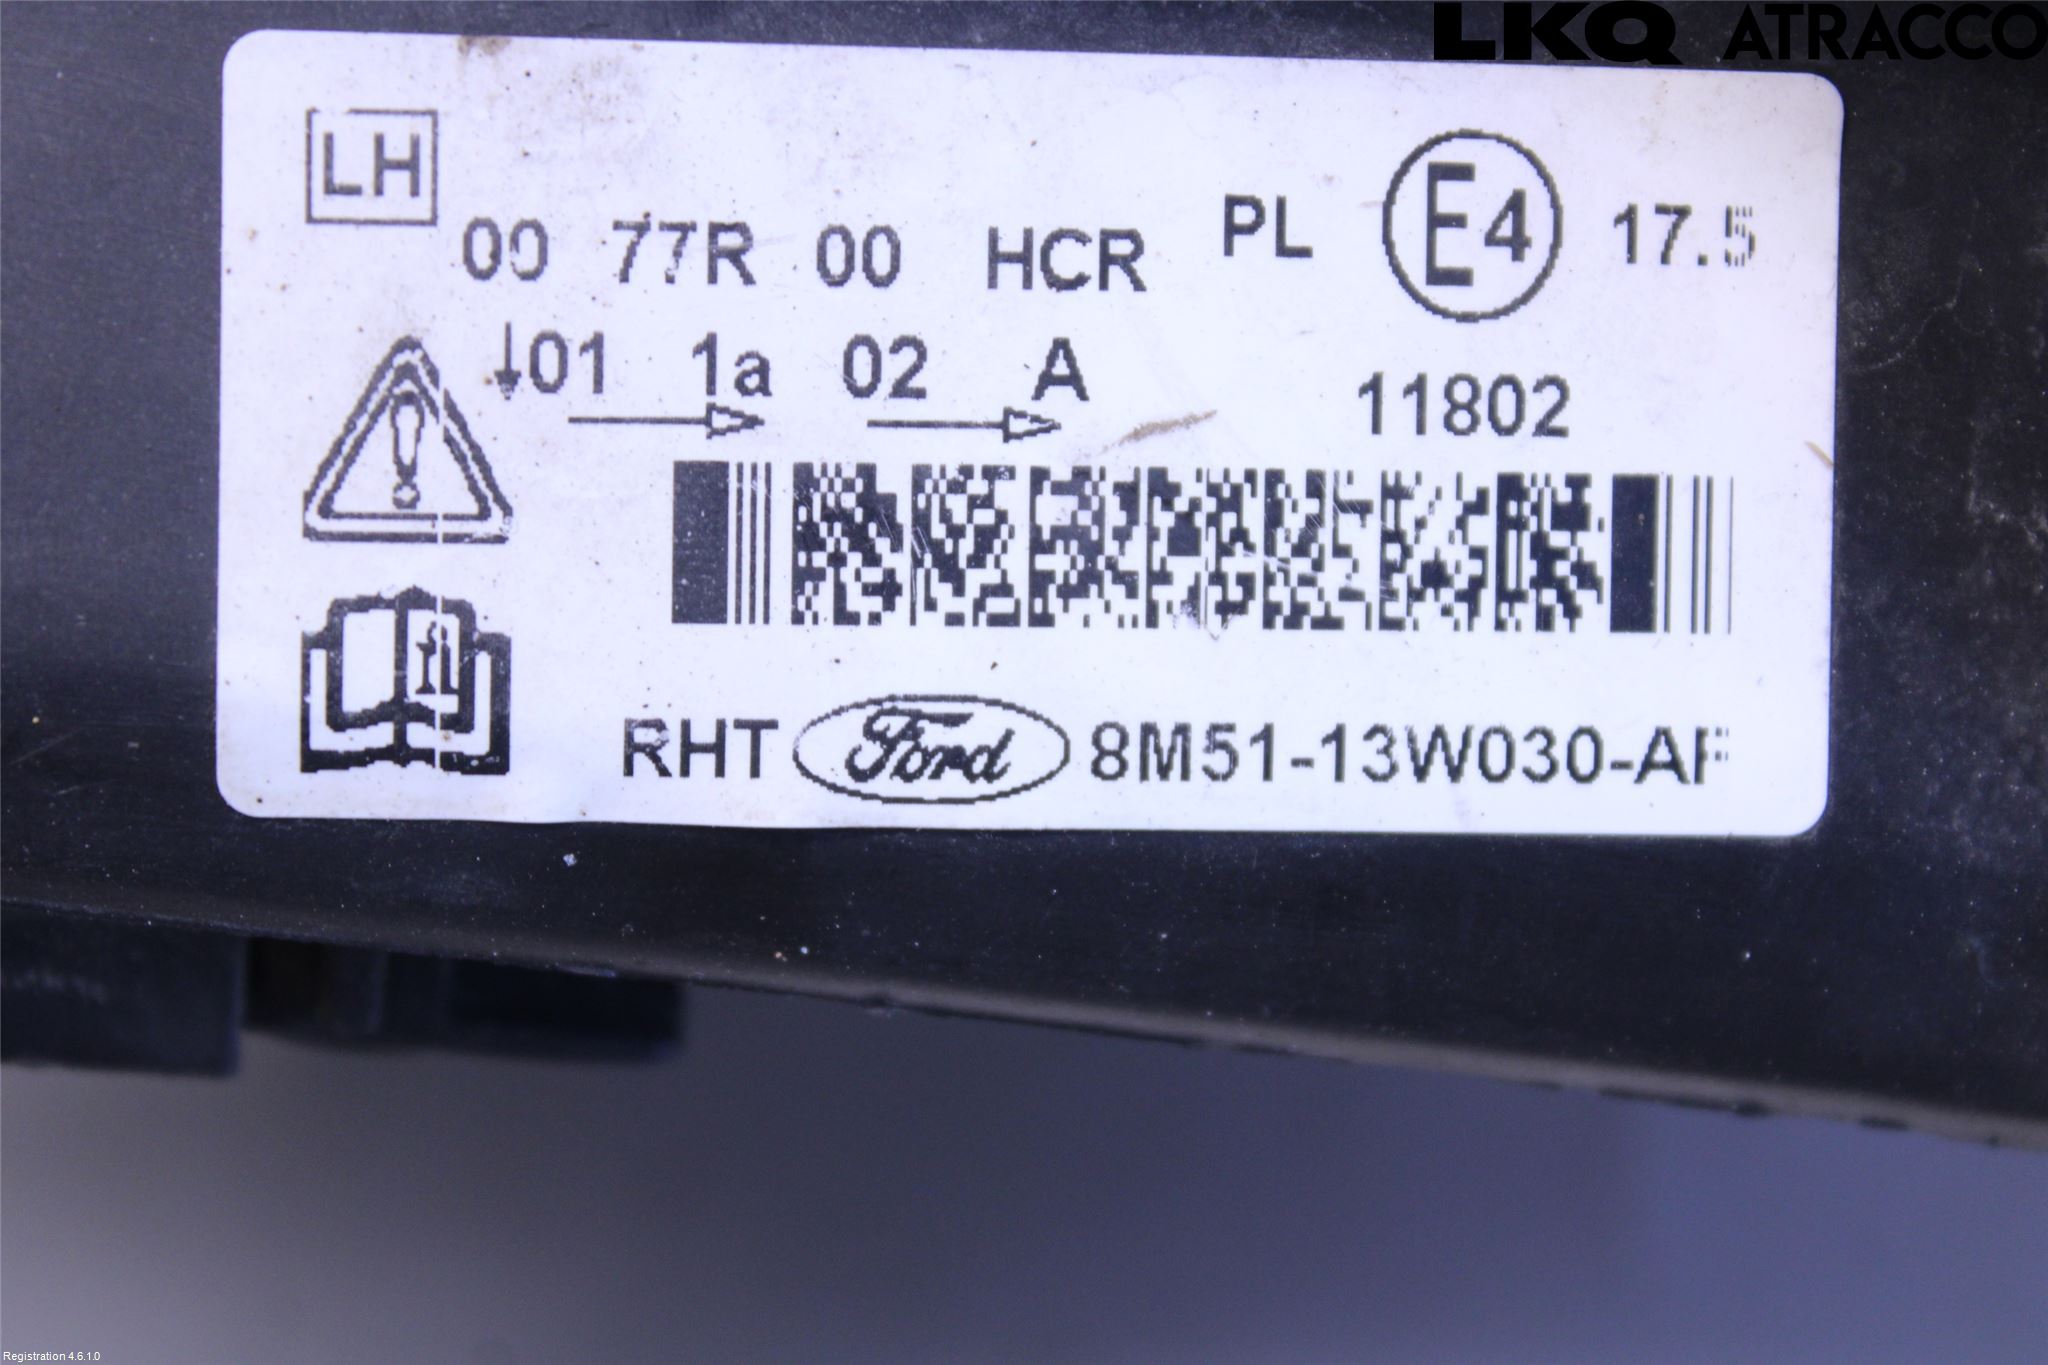 LKQ ATRACCO
LH
00 77R 00 HCR PL E4 17.5
↓01 1a 02 A 11802
RHT Ford 8M51-13W030-AF
Registration 4.6.1.0